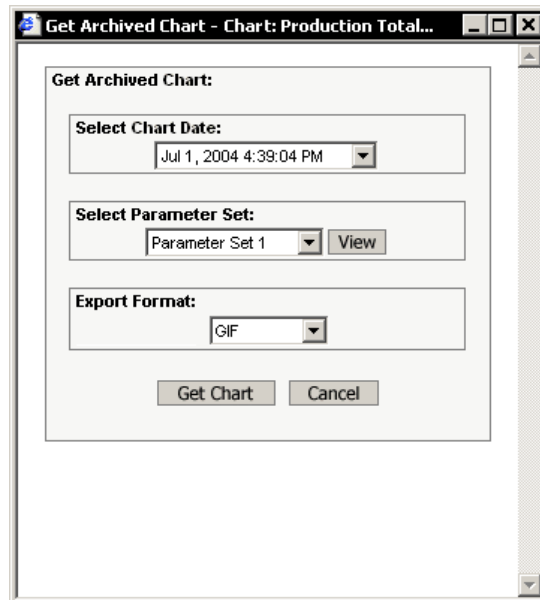 Get Archived Chart - Chart: Production Total...
Get Archived Chart:
Select Chart Date:
Jul 1, 2004 4:39:04 PM
Select Parameter Set:
Parameter Set 1 View
Export Format:
GIF
Get Chart Cancel